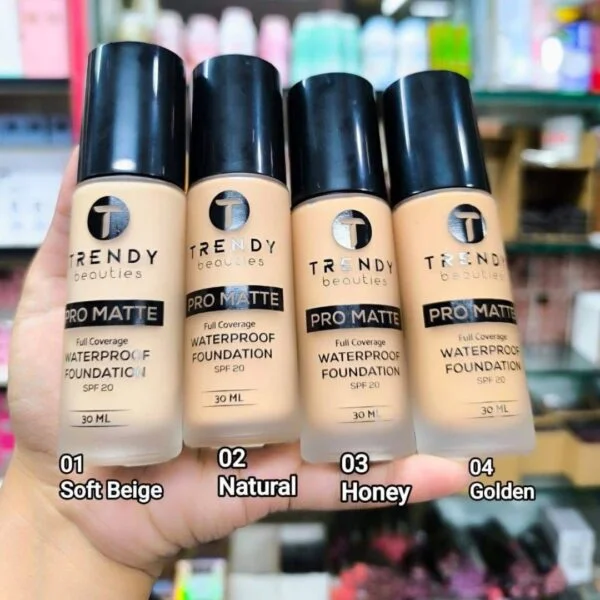 T
TRENDY
beauties
PRO MATTE
Full Coverage
WATERPROOF
FOUNDATION
SPF 20
30 ML
01
Soft Beige
T
TRENDY
beauties
PRO MATTE
Full Coverage
WATERPROOF
FOUNDATION
SPF 20
30 ML
02
Natural
T
TRENDY
beauties
PRO MATTE
Full Coverage
WATERPROOF
FOUNDATION
SPF 20
30 ML
03
Honey
T
TRENDY
beauties
PRO MATTE
Full Coverage
WATERPROOF
FOUNDATION
SPF 20
30 ML
04
Golden